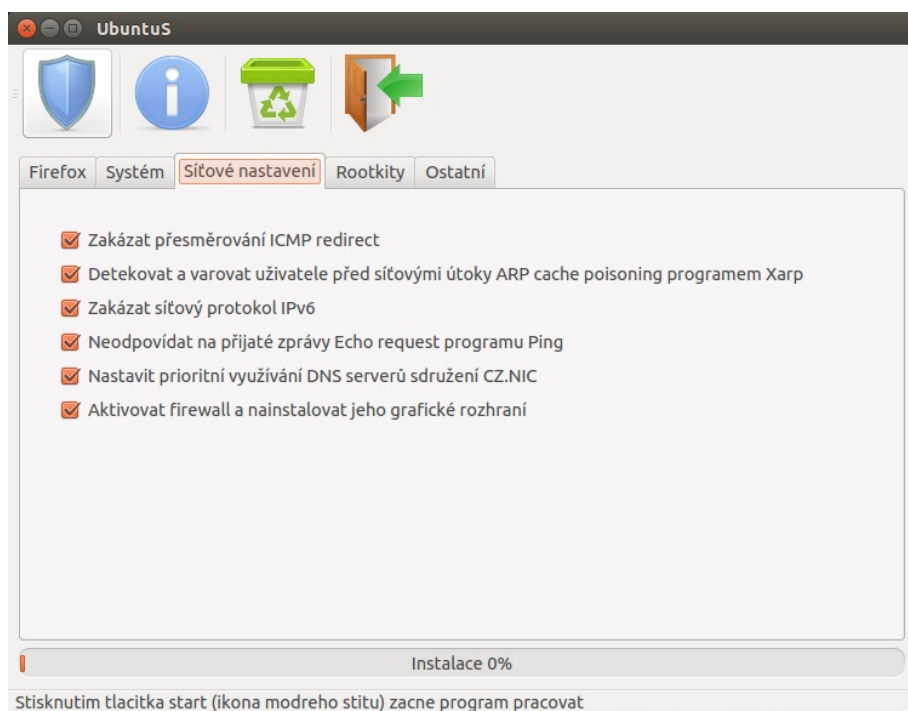 UbuntuS
Firefox Systém Síťové nastavení Rootkity Ostatní
Zakázat přesměrování ICMP redirect
Detekovat a varovat uživatele před síťovými útoky ARP cache poisoning programem Xarp
Zakázat síťový protokol IPv6
Neodpovídat na přijaté zprávy Echo request programu Ping
Nastavit prioritní využívání DNS serverů sdružení CZ.NIC
Aktivovat firewall a nainstalovat jeho grafické rozhraní
Instalace 0%
Stisknutim tlacitka start (ikona modreho stitu) zacne program pracovat